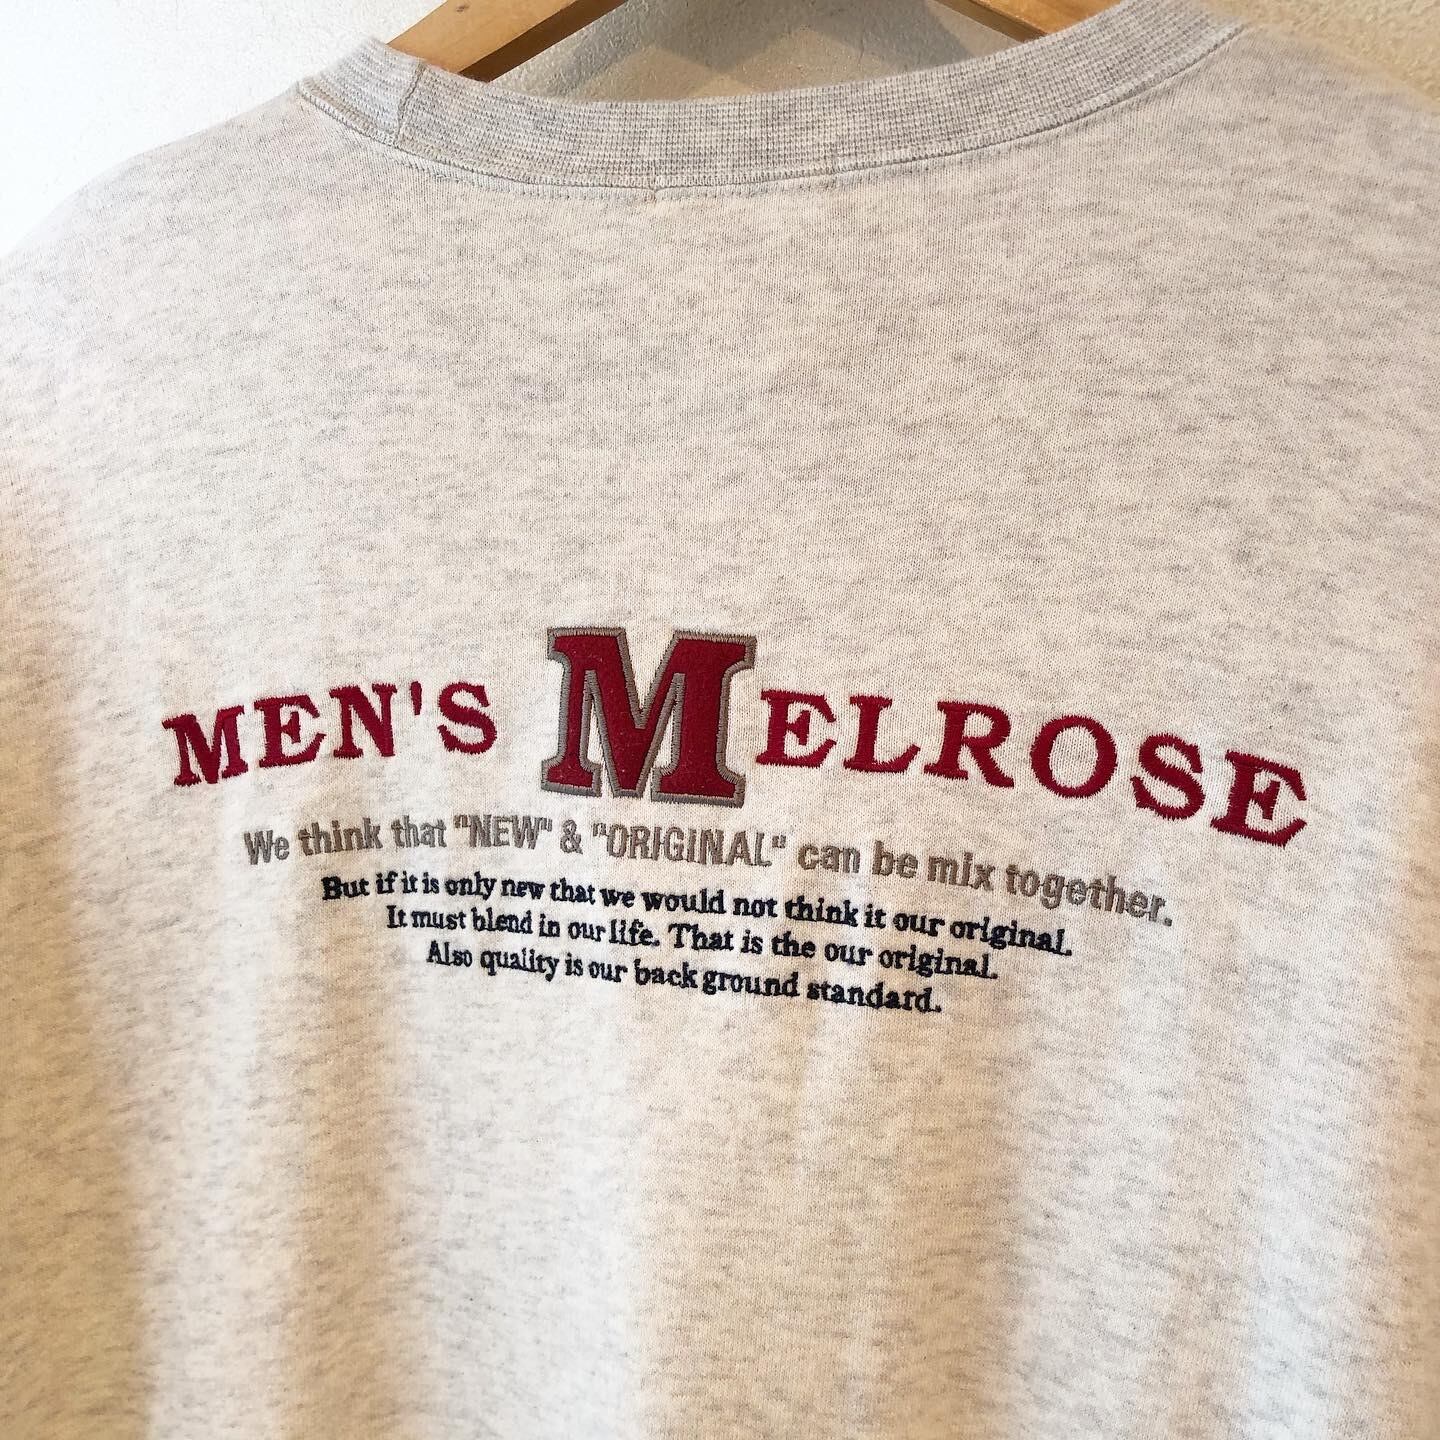 MEN'S MELROSE
We think that "NEW" & "ORIGINAL" can be mix together.
But if it is only new that we would not think it our original.
It must blend in our life. That is the our original.
Also quality is our back ground standard.